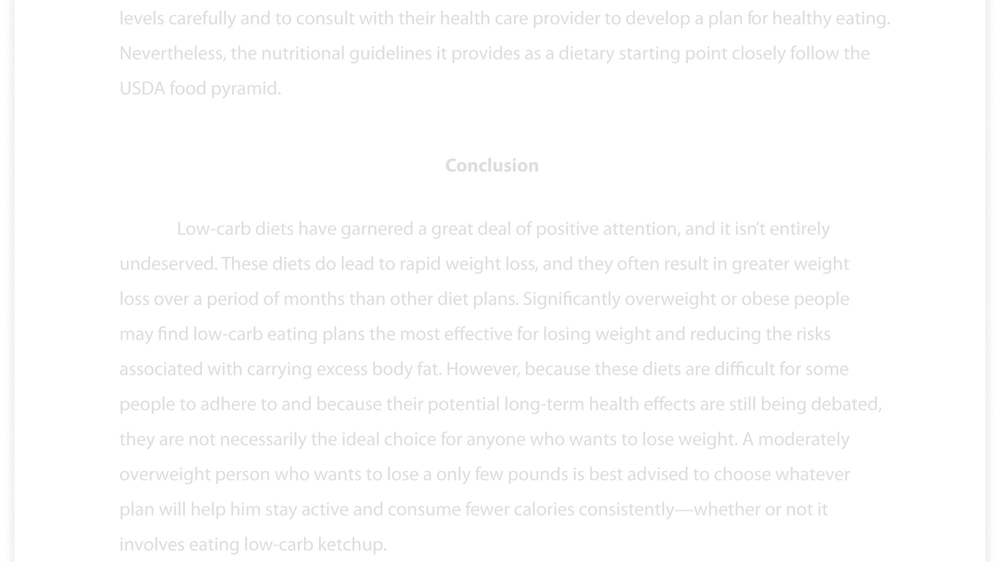 levels carefully and to consult with their health care provider to develop a plan for healthy eating.
Nevertheless, the nutritional guidelines it provides as a dietary starting point closely follow the
USDA food pyramid.
Conclusion
Low-carb diets have garnered a great deal of positive attention, and it isn’t entirely
undeserved. These diets do lead to rapid weight loss, and they often result in greater weight
loss over a period of months than other diet plans. Significantly overweight or obese people
may find low-carb eating plans the most effective for losing weight and reducing the risks
associated with carrying excess body fat. However, because these diets are difficult for some
people to adhere to and because their potential long-term health effects are still being debated,
they are not necessarily the ideal choice for anyone who wants to lose weight. A moderately
overweight person who wants to lose a only few pounds is best advised to choose whatever
plan will help him stay active and consume fewer calories consistently—whether or not it
involves eating low-carb ketchup.